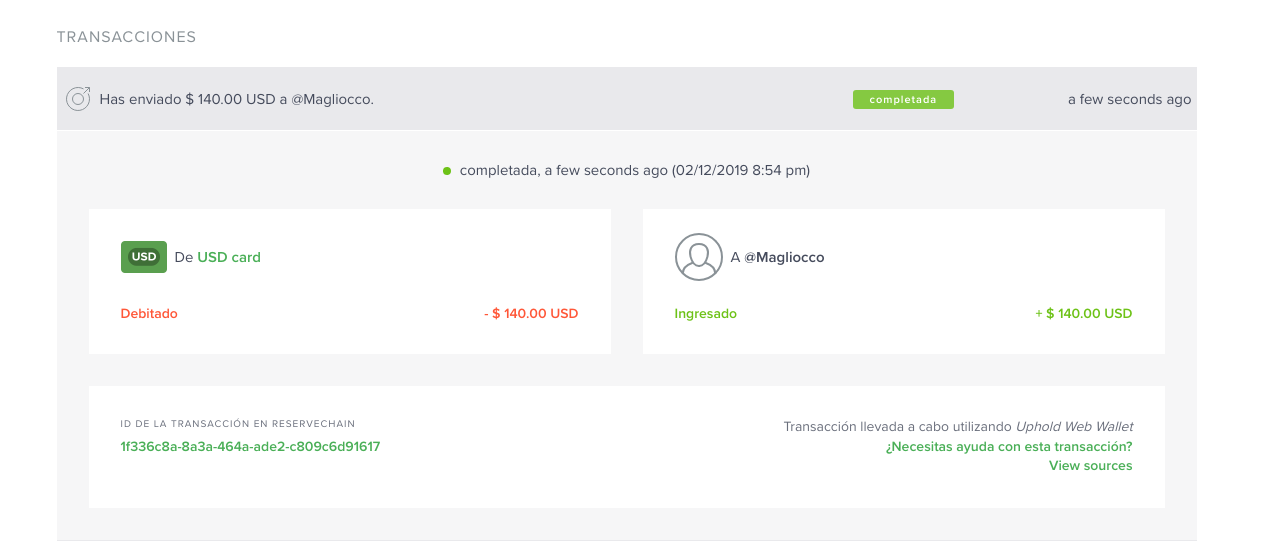 TRANSACCIONES
Has enviado $ 140.00 USD a @Magliocco.
completada
a few seconds ago
completada, a few seconds ago (02/12/2019 8:54 pm)
USD
De USD card
Debitado
- $ 140.00 USD
A @Magliocco
Ingresado
+ $ 140.00 USD
ID DE LA TRANSACCIÓN EN RESERVECHAIN
1f336c8a-8a3a-464a-ade2-c809c6d91617
Transacción llevada a cabo utilizando Uphold Web Wallet
¿Necesitas ayuda con esta transacción?
View sources